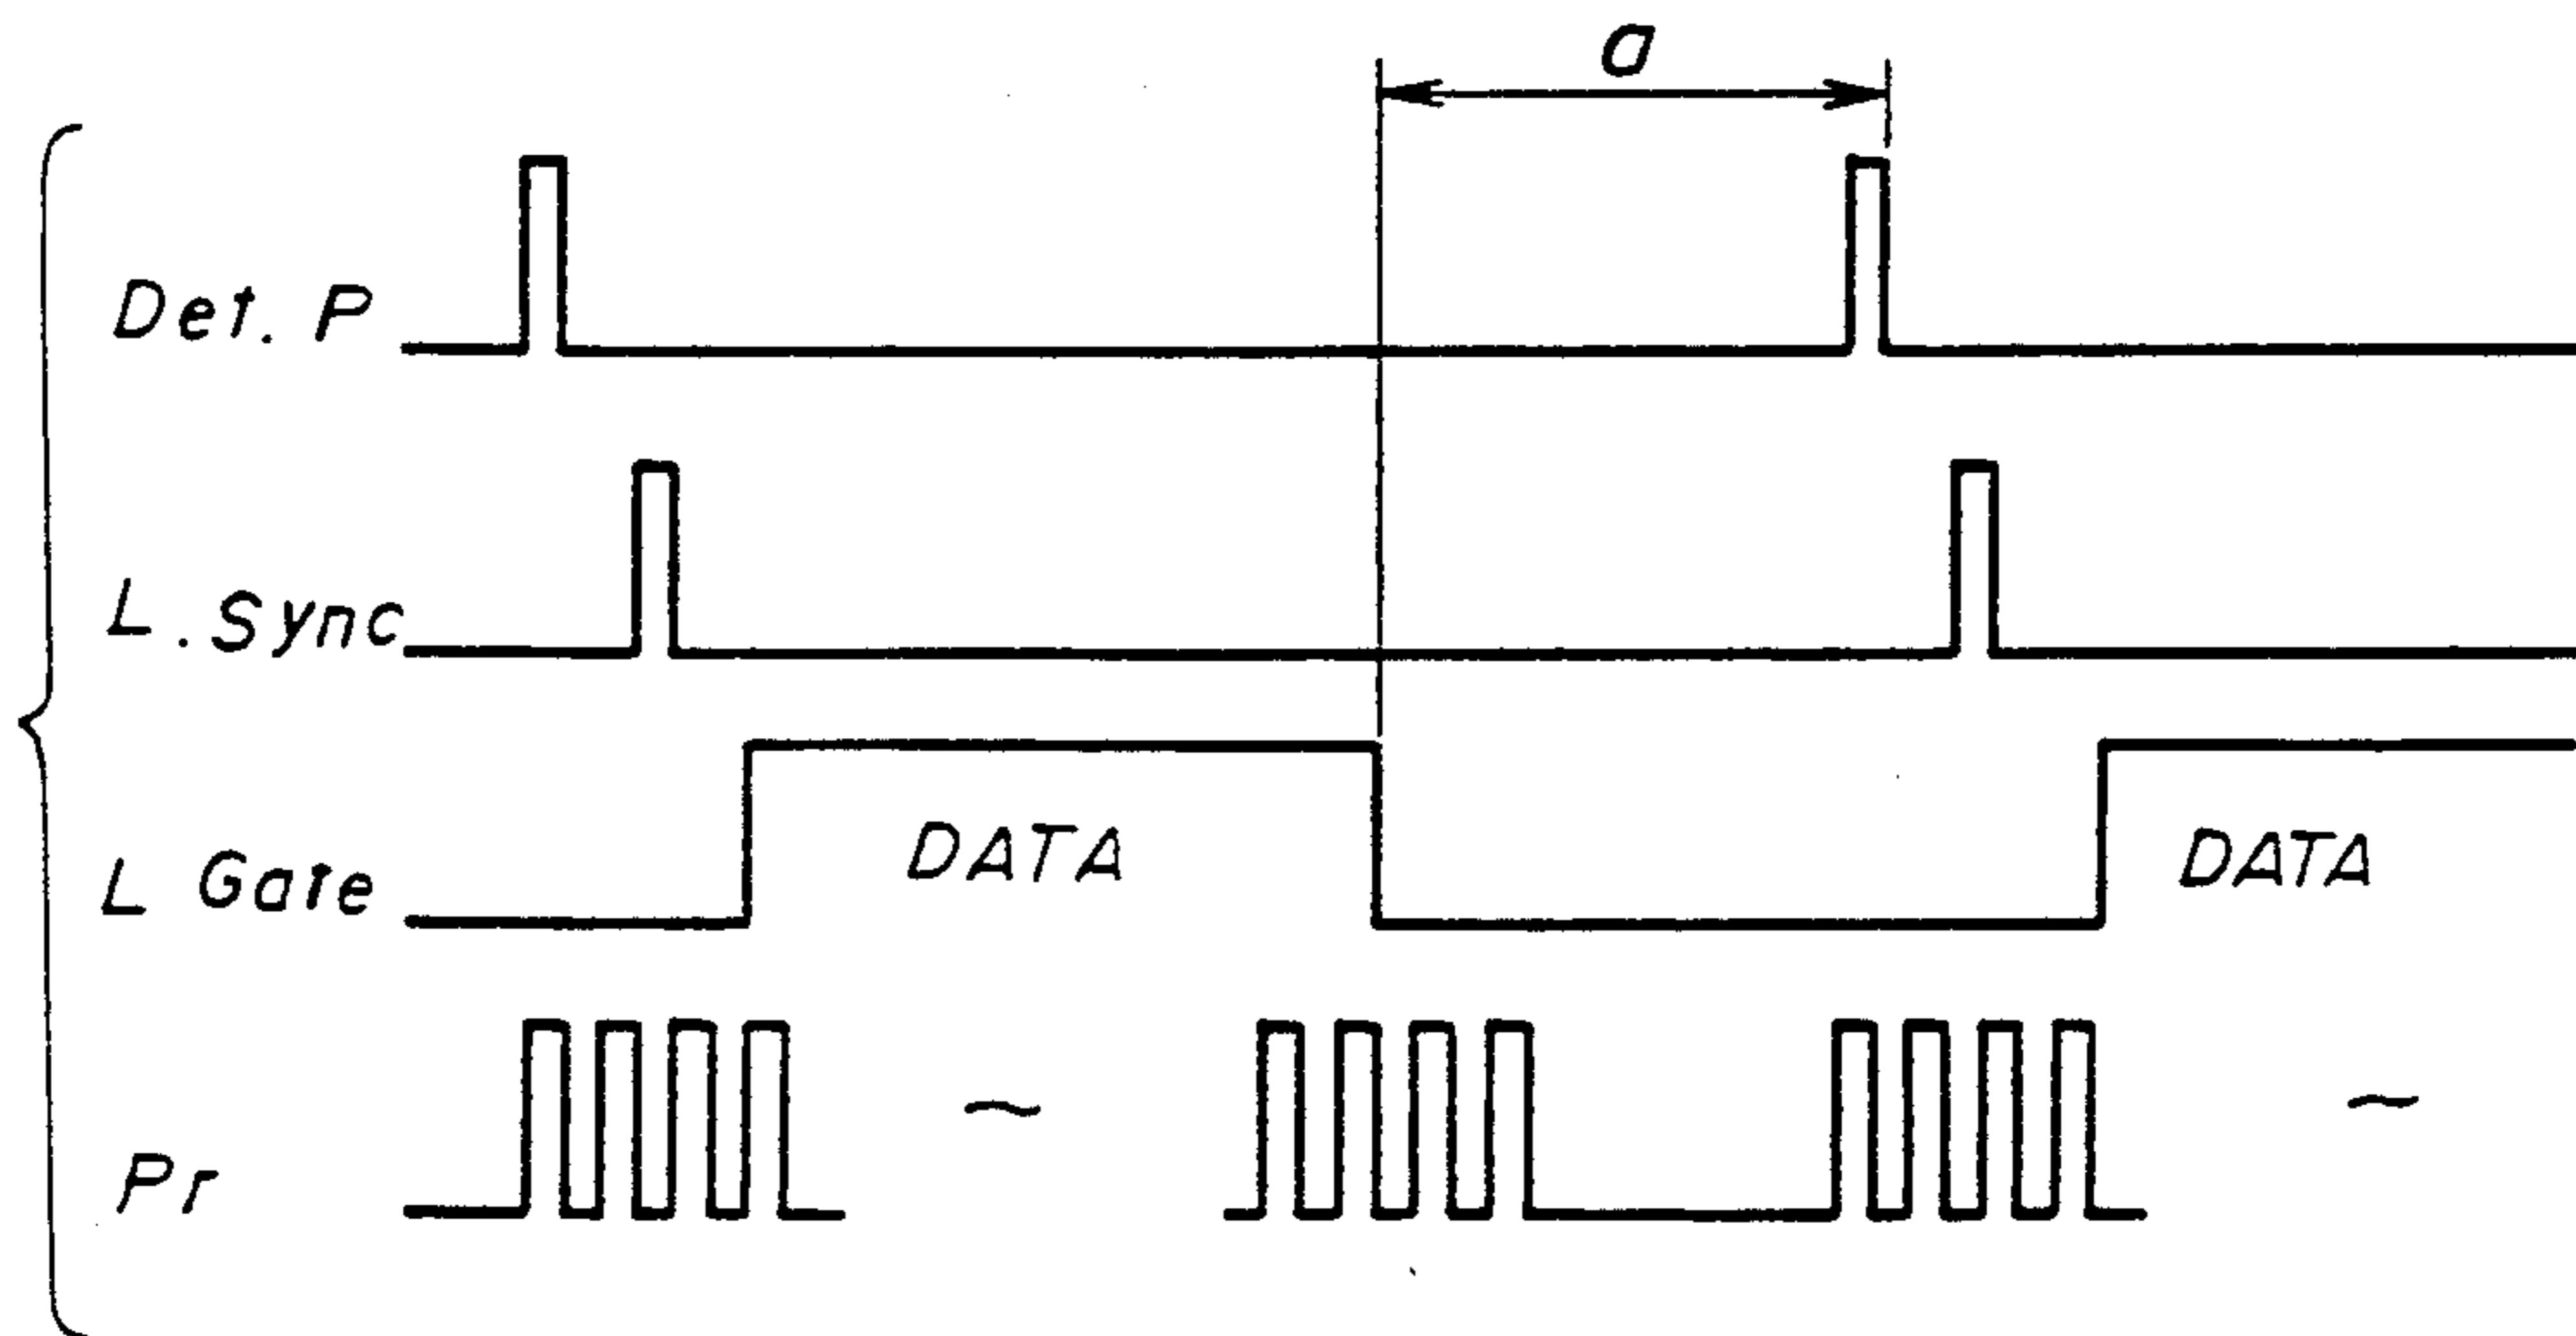 a
Det. P
L. Sync
L Gate
DATA
DATA
Pr
~
~